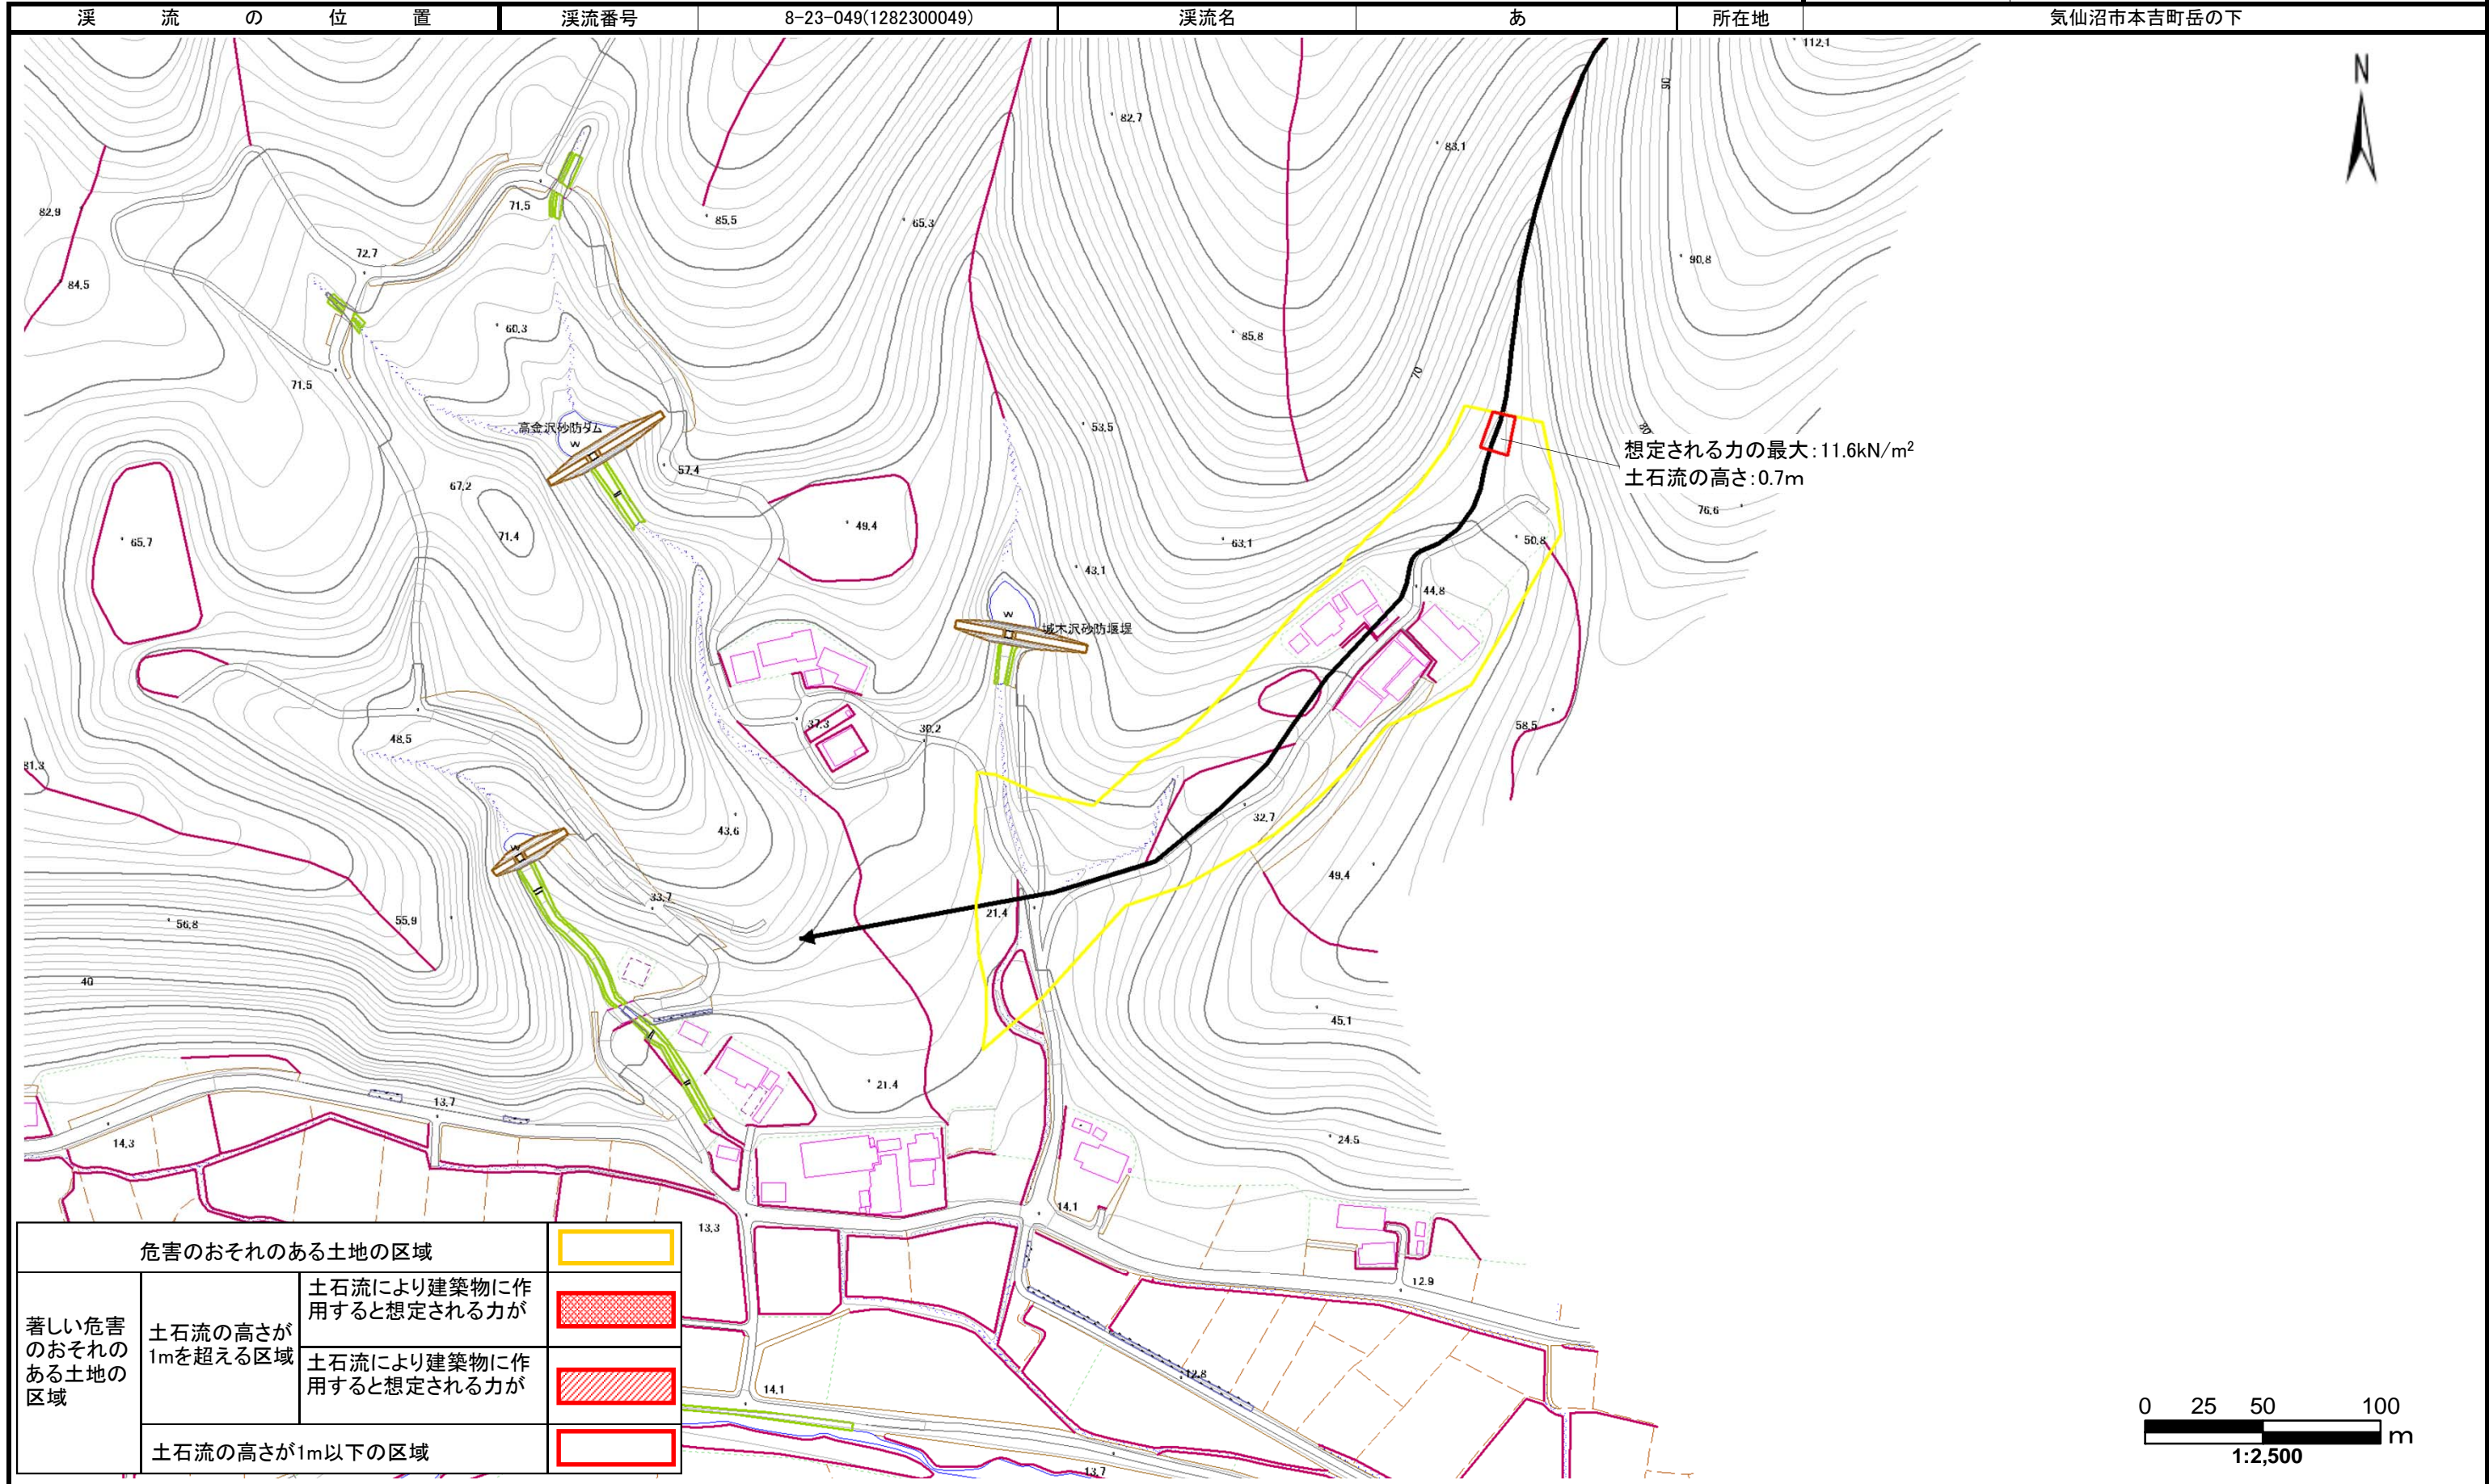 渓流の位置 渓流番号 8-23-049(1282300049) 渓流名 あ 所在地 気仙沼市本吉町岳の下
N
112.1
90
82.7
83.1
82.9
71.5
85.5
65.3
72.7
90.8
84.5
60.3
85.8
71.5
70
高金沢砂防ダム
53.5
80
想定される力の最大:11.6kN/m²
土石流の高さ:0.7m
W
57.4
67.2
76.6
49.4
65.7
71.4
63.1
50.8
43.1
44.8
W
城木沢砂防堰堤
37.3
30.2
58.5
48.5
81.3
43.6
32.7
W
49.4
33.7
56.8
55.9
21.4
40
45.1
21.4
13.7
14.3
24.5
14.1
13.3
12.9
12.8
14.1
13.7
危害のおそれのある土地の区域
著しい危害
のおそれの
ある土地の
区域
土石流の高さが
1mを超える区域
土石流により建築物に作
用すると想定される力が
土石流により建築物に作
用すると想定される力が
土石流の高さが1m以下の区域
0 25 50 100
m
1:2,500